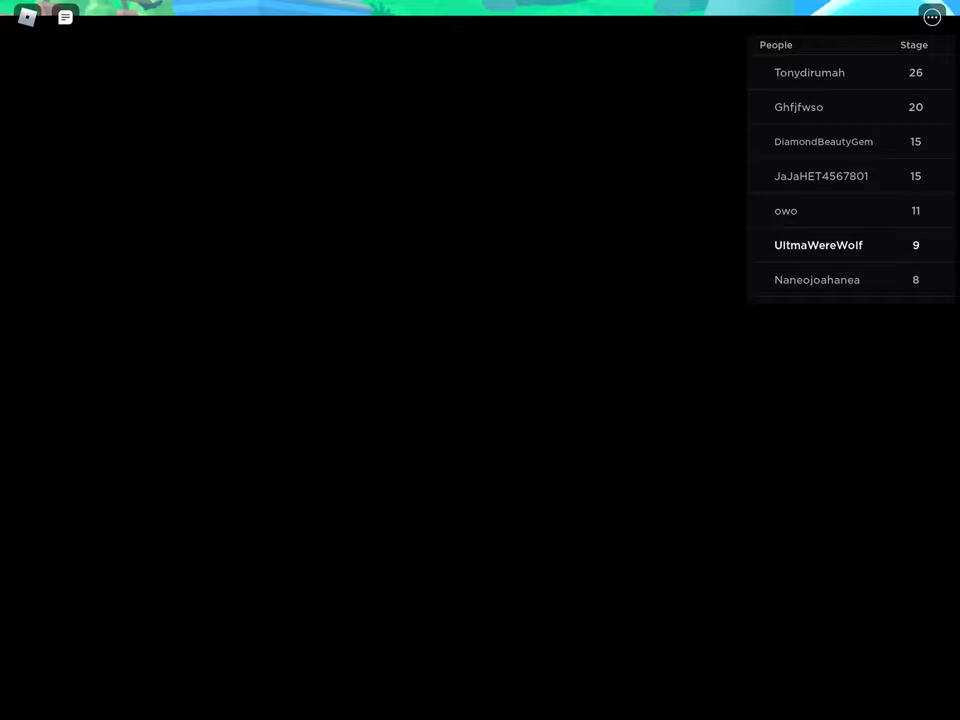 People Stage
Tonydirumah 26
Ghfjfwso 20
DiamondBeautyGem 15
JaJaHET4567801 15
owo 11
UltmaWereWolf 9
Naneojoahanea 8